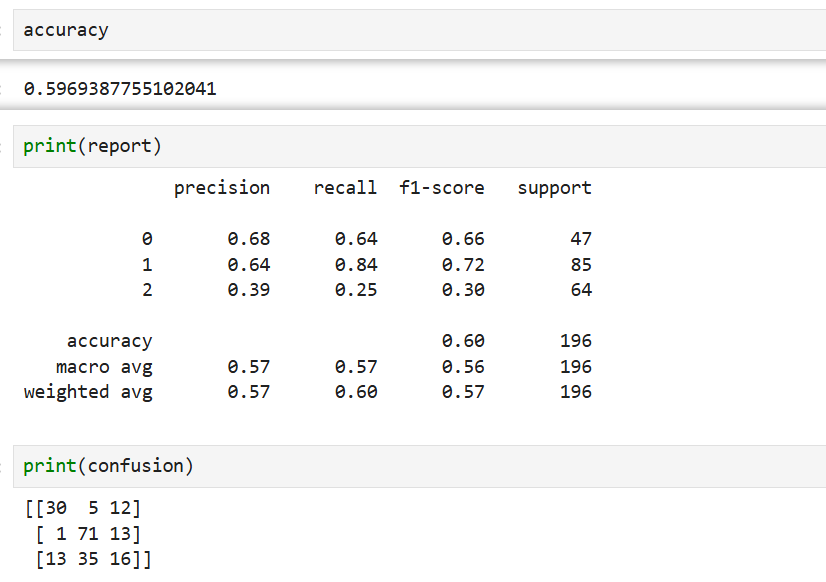 accuracy
0.5969387755102041
print(report)
precision recall f1-score support
0 0.68 0.64 0.66 47
1 0.64 0.84 0.72 85
2 0.39 0.25 0.30 64
accuracy 0.60 196
macro avg 0.57 0.57 0.56 196
weighted avg 0.57 0.60 0.57 196
print(confusion)
[[30 5 12]
[ 1 71 13]
[13 35 16]]